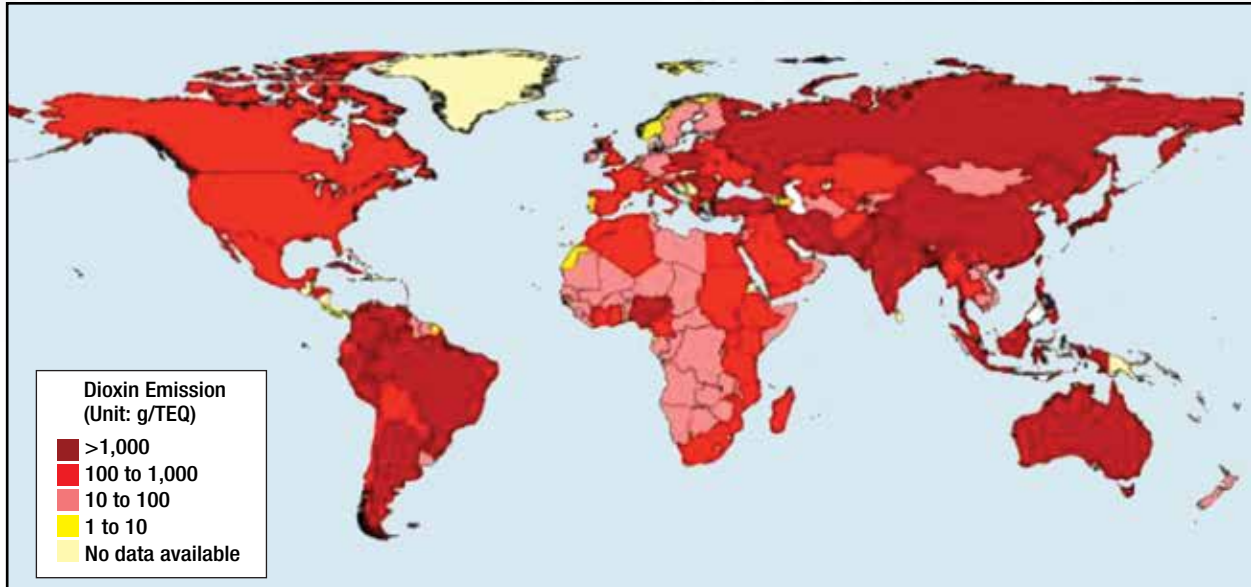 Dioxin Emission
(Unit: g/TEQ)
>1,000
100 to 1,000
10 to 100
1 to 10
No data available